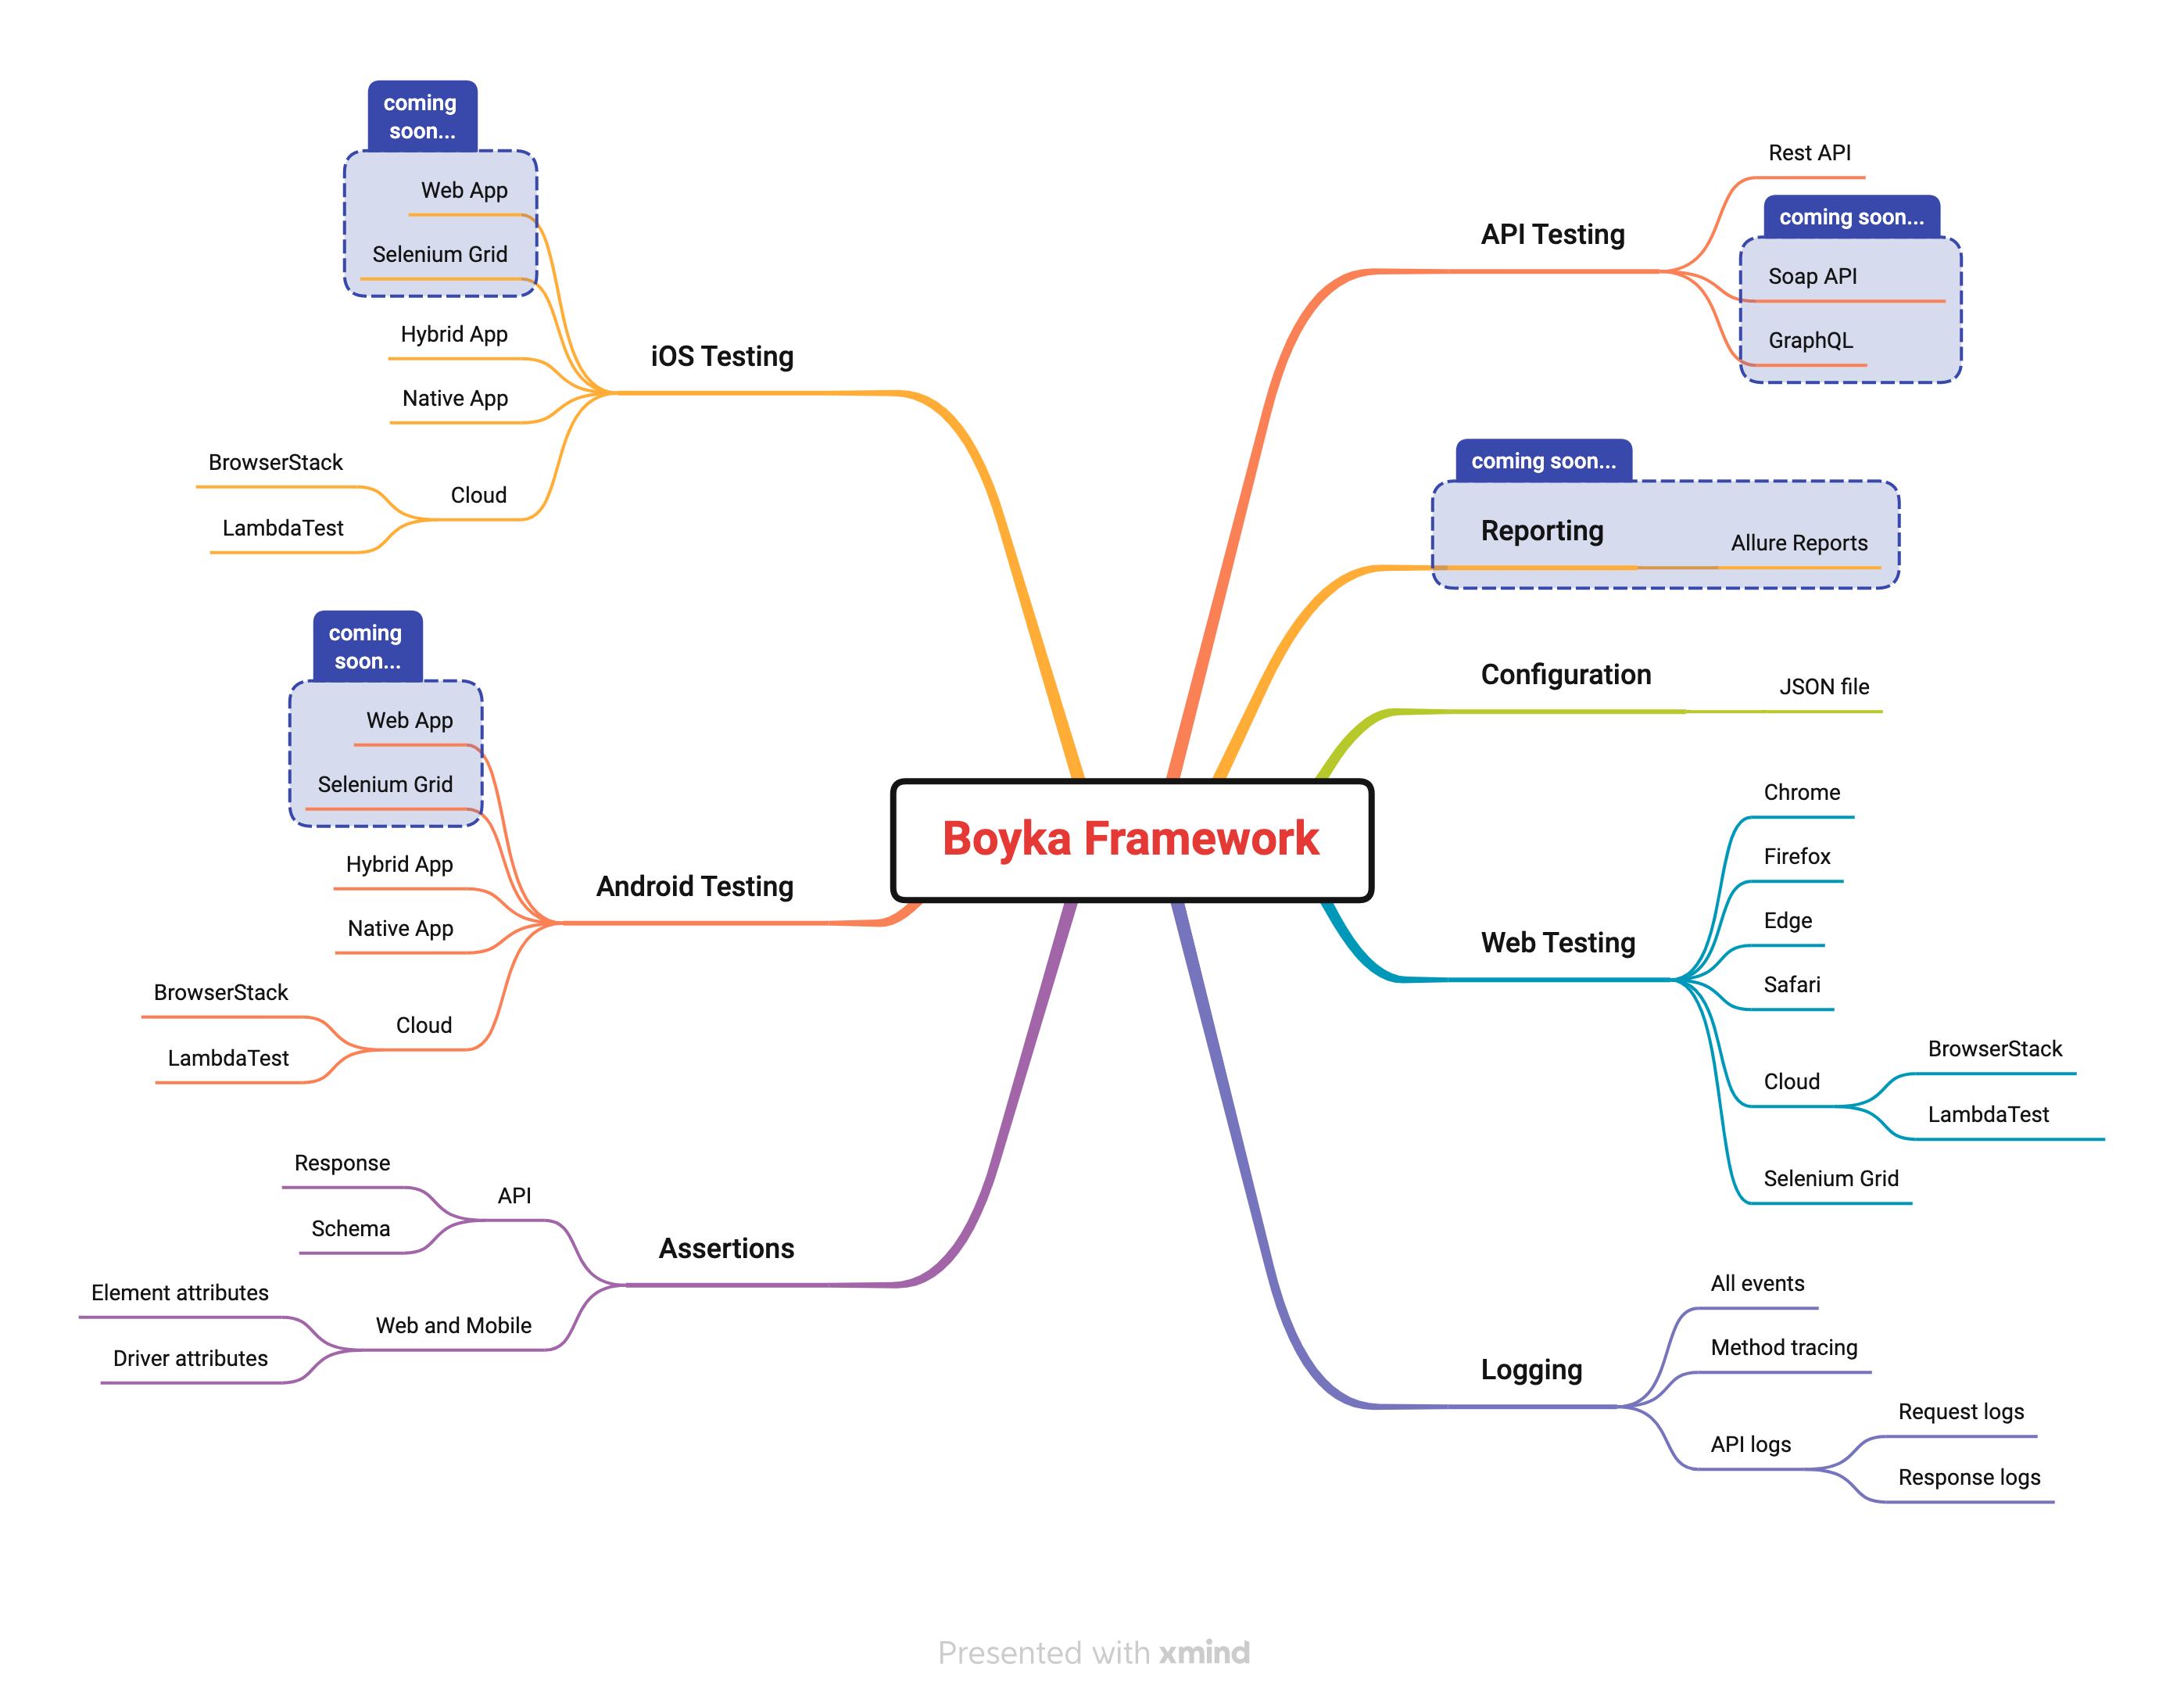 coming
soon...
Web App
Selenium Grid
Hybrid App
Native App
BrowserStack
LambdaTest
Cloud
iOS Testing
coming
soon...
Web App
Selenium Grid
Hybrid App
Native App
BrowserStack
LambdaTest
Cloud
Android Testing
Response
Schema
API
Element attributes
Driver attributes
Web and Mobile
Assertions
Boyka Framework
API Testing
Rest API
coming soon...
Soap API
GraphQL
coming soon...
Reporting
Allure Reports
Configuration
JSON file
Web Testing
Chrome
Firefox
Edge
Safari
Cloud
BrowserStack
LambdaTest
Selenium Grid
Logging
All events
Method tracing
API logs
Request logs
Response logs
Presented with xmind